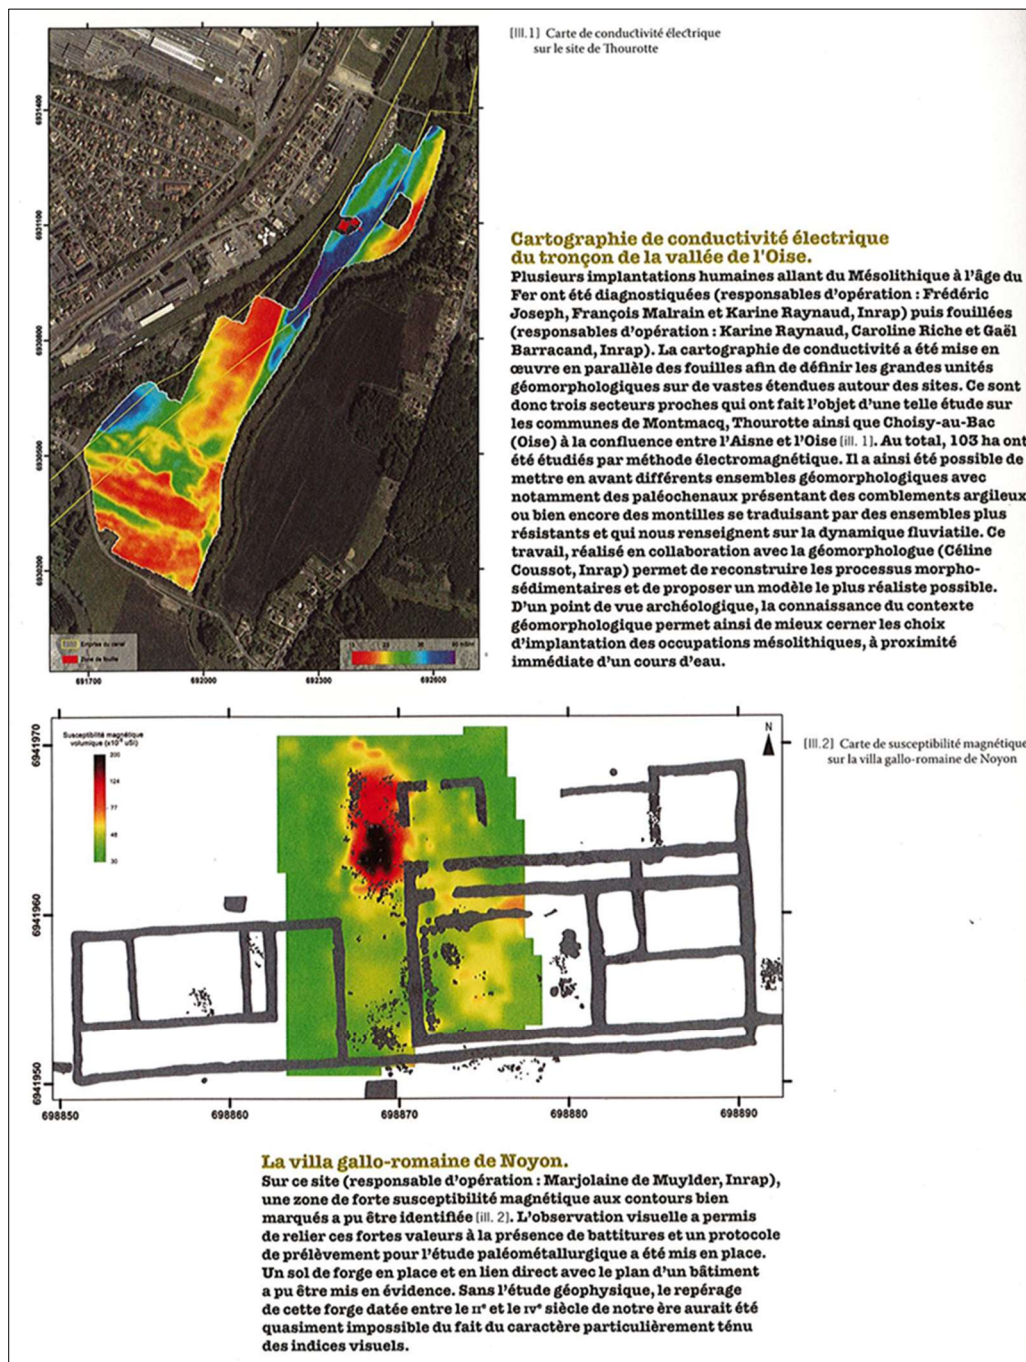 [Ill.1] Carte de conductivité électrique
sur le site de Thourotte
6931400
6931100
6930800
6930500
6930200
Emprise du canal
Zone de fouille
691700
692000
692300
692600
Cartographie de conductivité électrique
du tronçon de la vallée de l'Oise.
Plusieurs implantations humaines allant du Mésolithique à l'âge du
Fer ont été diagnostiquées (responsables d'opération : Frédéric
Joseph, François Malrain et Karine Raynaud, Inrap) puis fouillées
(responsables d'opération : Karine Raynaud, Caroline Riche et Gaël
Barracand, Inrap). La cartographie de conductivité a été mise en
œuvre en parallèle des fouilles afin de définir les grandes unités
géomorphologiques sur de vastes étendues autour des sites. Ce sont
donc trois secteurs proches qui ont fait l'objet d'une telle étude sur
les communes de Montmacq, Thourotte ainsi que Choisy-au-Bac
(Oise) à la confluence entre l'Aisne et l'Oise [ill. 1]. Au total, 103 ha ont
été étudiés par méthode électromagnétique. Il a ainsi été possible de
mettre en avant différents ensembles géomorphologiques avec
notamment des paléochenaux présentant des comblements argileux
ou bien encore des montilles se traduisant par des ensembles plus
résistants et qui nous renseignent sur la dynamique fluviatile. Ce
travail, réalisé en collaboration avec la géomorphologue (Céline
Coussot, Inrap) permet de reconstruire les processus morpho-
sédimentaires et de proposer un modèle le plus réaliste possible.
D'un point de vue archéologique, la connaissance du contexte
géomorphologique permet ainsi de mieux cerner les choix
d'implantation des occupations mésolithiques, à proximité
immédiate d'un cours d'eau.
[Ill.2] Carte de susceptibilité magnétique
sur la villa gallo-romaine de Noyon
Susceptibilité magnétique
200
124
77
48
30
N
6941970
6941960
6941950
698850
698860
698870
698880
698890
La villa gallo-romaine de Noyon.
Sur ce site (responsable d'opération : Marjolaine de Muylder, Inrap),
une zone de forte susceptibilité magnétique aux contours bien
marqués a pu être identifiée [ill. 2]. L'observation visuelle a permis
de relier ces fortes valeurs à la présence de battitures et un protocole
de prélèvement pour l'étude paléométallurgique a été mis en place.
Un sol de forge en place et en lien direct avec le plan d'un bâtiment
a pu être mis en évidence. Sans l'étude géophysique, le repérage
de cette forge datée entre le IIe et le IVe siècle de notre ère aurait été
quasiment impossible du fait du caractère particulièrement ténu
des indices visuels.